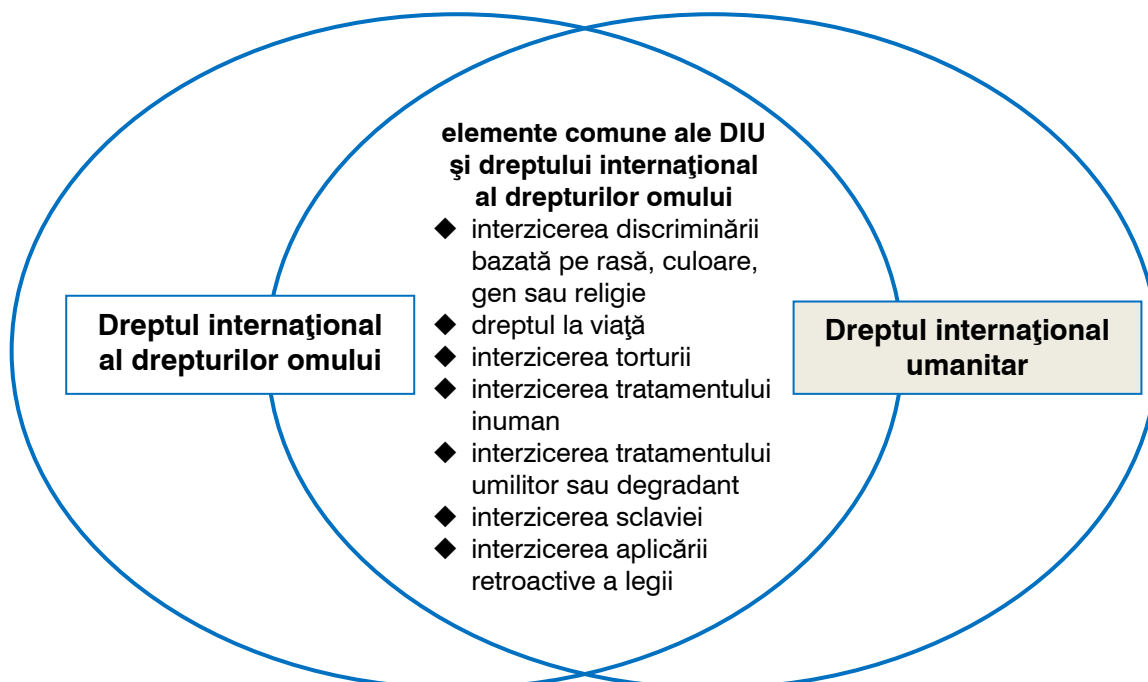 elemente comune ale DIU
şi dreptului internaţional
al drepturilor omului
◆ interzicerea discriminării
bazată pe rasă, culoare,
gen sau religie
◆ dreptul la viaţă
◆ interzicerea torturii
◆ interzicerea tratamentului
inuman
◆ interzicerea tratamentului
umilitor sau degradant
◆ interzicerea sclaviei
◆ interzicerea aplicării
retroactive a legii
Dreptul internaţional
al drepturilor omului
Dreptul internaţional
umanitar